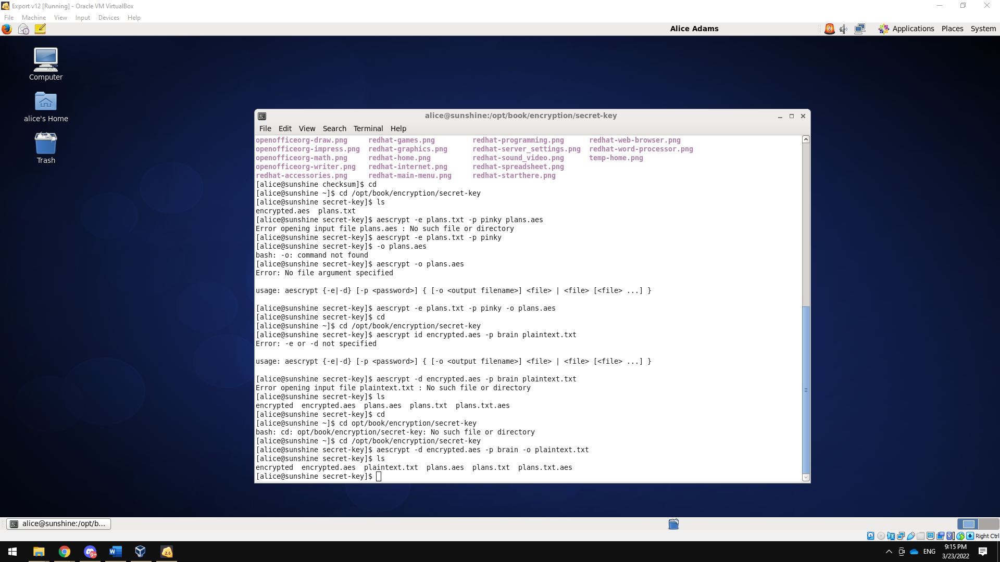 Export v12 [Running] - Oracle VM VirtualBox
File Machine View Input Devices Help
Alice Adams
Applications Places System
Computer
alice's Home
Trash
alice@sunshine:/opt/book/encryption/secret-key
File Edit View Search Terminal Help
openofficeorg-draw.png redhat-games.png redhat-programming.png redhat-web-browser.png
openofficeorg-impress.png redhat-graphics.png redhat-server_settings.png redhat-word-processor.png
openofficeorg-math.png redhat-home.png redhat-sound_video.png temp-home.png
openofficeorg-writer.png redhat-internet.png redhat-spreadsheet.png
redhat-accessories.png redhat-main-menu.png redhat-starthere.png
[alice@sunshine checksum]$ cd
[alice@sunshine ~]$ cd /opt/book/encryption/secret-key
[alice@sunshine secret-key]$ ls
encrypted.aes plans.txt
[alice@sunshine secret-key]$ aescrypt -e plans.txt -p pinky plans.aes
Error opening input file plans.aes : No such file or directory
[alice@sunshine secret-key]$ aescrypt -e plans.txt -p pinky
[alice@sunshine secret-key]$ -o plans.aes
bash: -o: command not found
[alice@sunshine secret-key]$ aescrypt -o plans.aes
Error: No file argument specified
usage: aescrypt {-e|-d} [-p <password>] { [-o <output filename>] <file> | <file> [<file> ...] }
[alice@sunshine secret-key]$ aescrypt -e plans.txt -p pinky -o plans.aes
[alice@sunshine secret-key]$ cd
[alice@sunshine ~]$ cd /opt/book/encryption/secret-key
[alice@sunshine secret-key]$ aescrypt id encrypted.aes -p brain plaintext.txt
Error: -e or -d not specified
usage: aescrypt {-e|-d} [-p <password>] { [-o <output filename>] <file> | <file> [<file> ...] }
[alice@sunshine secret-key]$ aescrypt -d encrypted.aes -p brain plaintext.txt
Error opening input file plaintext.txt : No such file or directory
[alice@sunshine secret-key]$ ls
encrypted encrypted.aes plans.aes plans.txt plans.txt.aes
[alice@sunshine secret-key]$ cd
[alice@sunshine ~]$ cd opt/book/encryption/secret-key
bash: cd: opt/book/encryption/secret-key: No such file or directory
[alice@sunshine ~]$ cd /opt/book/encryption/secret-key
[alice@sunshine secret-key]$ aescrypt -d encrypted.aes -p brain -o plaintext.txt
[alice@sunshine secret-key]$ ls
encrypted encrypted.aes plaintext.txt plans.aes plans.txt plans.txt.aes
[alice@sunshine secret-key]$
alice@sunshine:/opt/b...
Right Ctrl
9+
W
2.6
ENG
9:15 PM
3/23/2022